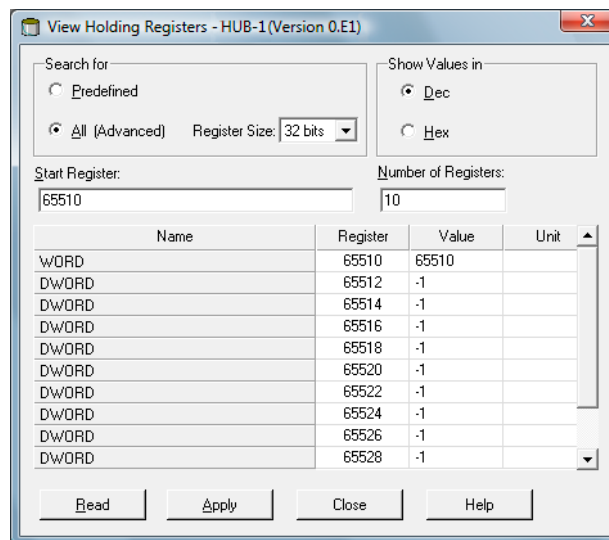 View Holding Registers - HUB-1(Version 0.E1)
Search for
Predefined
All (Advanced) Register Size: 32 bits
Show Values in
Dec
Hex
Start Register:
65510
Number of Registers:
10
Name Register Value Unit
WORD 65510 65510
DWORD 65512 -1
DWORD 65514 -1
DWORD 65516 -1
DWORD 65518 -1
DWORD 65520 -1
DWORD 65522 -1
DWORD 65524 -1
DWORD 65526 -1
DWORD 65528 -1
Read Apply Close Help